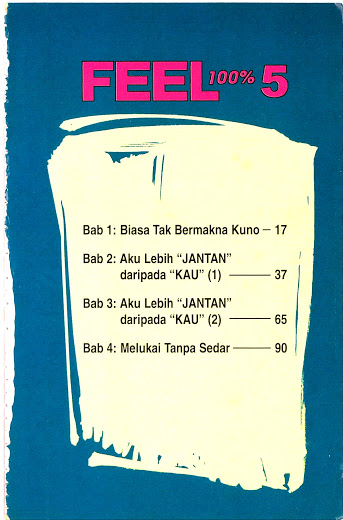 FEEL 100% 5
Bab 1: Biasa Tak Bermakna Kuno – 17
Bab 2: Aku Lebih “JANTAN”
daripada “KAU” (1) ——— 37
Bab 3: Aku Lebih “JANTAN”
daripada “KAU” (2) ——— 65
Bab 4: Melukai Tanpa Sedar ——— 90